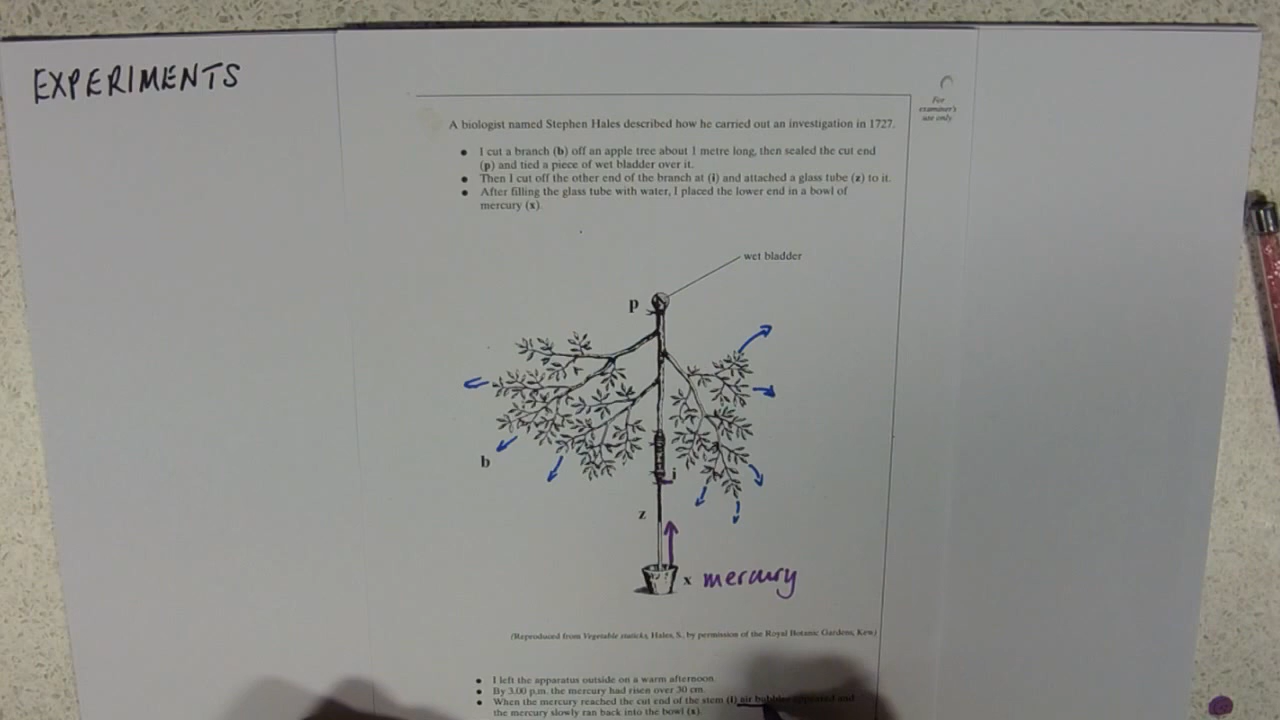 EXPERIMENTS
For
examiner's
use only
A biologist named Stephen Hales described how he carried out an investigation in 1727.
• I cut a branch (b) off an apple tree about 1 metre long, then sealed the cut end
(p) and tied a piece of wet bladder over it.
• Then I cut off the other end of the branch at (i) and attached a glass tube (z) to it.
• After filling the glass tube with water, I placed the lower end in a bowl of
mercury (x).
wet bladder
p
b
i
z
x mercury
(Reproduced from Vegetable staticks, Hales, S., by permission of the Royal Botanic Gardens, Kew)
• I left the apparatus outside on a warm afternoon.
• By 3.00 p.m. the mercury had risen over 30 cm.
• When the mercury reached the cut end of the stem (i) air bubbles appeared and
the mercury slowly ran back into the bowl (x).